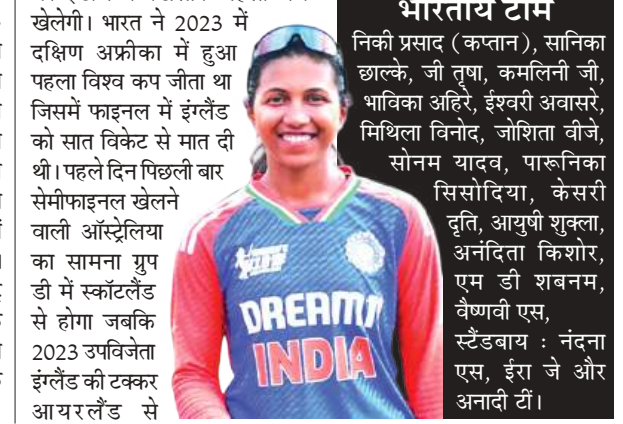 खेलेगी। भारत ने 2023 में
दक्षिण अफ्रीका में हुआ
पहला विश्व कप जीता था
जिसमें फाइनल में इंग्लैंड
को सात विकेट से मात दी
थी। पहले दिन पिछली बार
सेमीफाइनल खेलने
वाली ऑस्ट्रेलिया
का सामना ग्रुप
डी में स्कॉटलैंड
से होगा जबकि
2023 उपविजेता
इंग्लैंड की टक्कर
आयरलैंड से
भारतीय टीम
निकी प्रसाद (कप्तान), सानिका
छाल्के, जी तृषा, कमलिनी जी,
भाविका अहिरे, ईश्वरी अवासरे,
मिथिला विनोद, जोशिता वीजे,
सोनम यादव, पारूनिका
सिसोदिया, केसरी
दृति, आयुषी शुक्ला,
अनंदिता किशोर,
एम डी शबनम,
वैष्णवी एस,
स्टैंडबाय : नंदना
एस, ईरा जे और
अनादी टीं।
DREAM11
INDIA